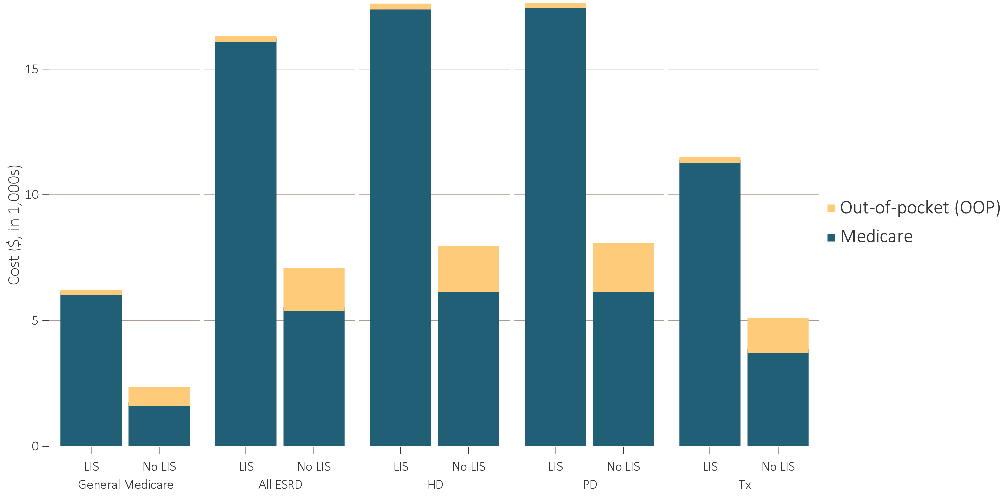 Cost ($, in 1,000s)
15
10
5
0
LIS No LIS LIS No LIS LIS No LIS LIS No LIS LIS No LIS
General Medicare All ESRD HD PD Tx
Out-of-pocket (OOP)
Medicare